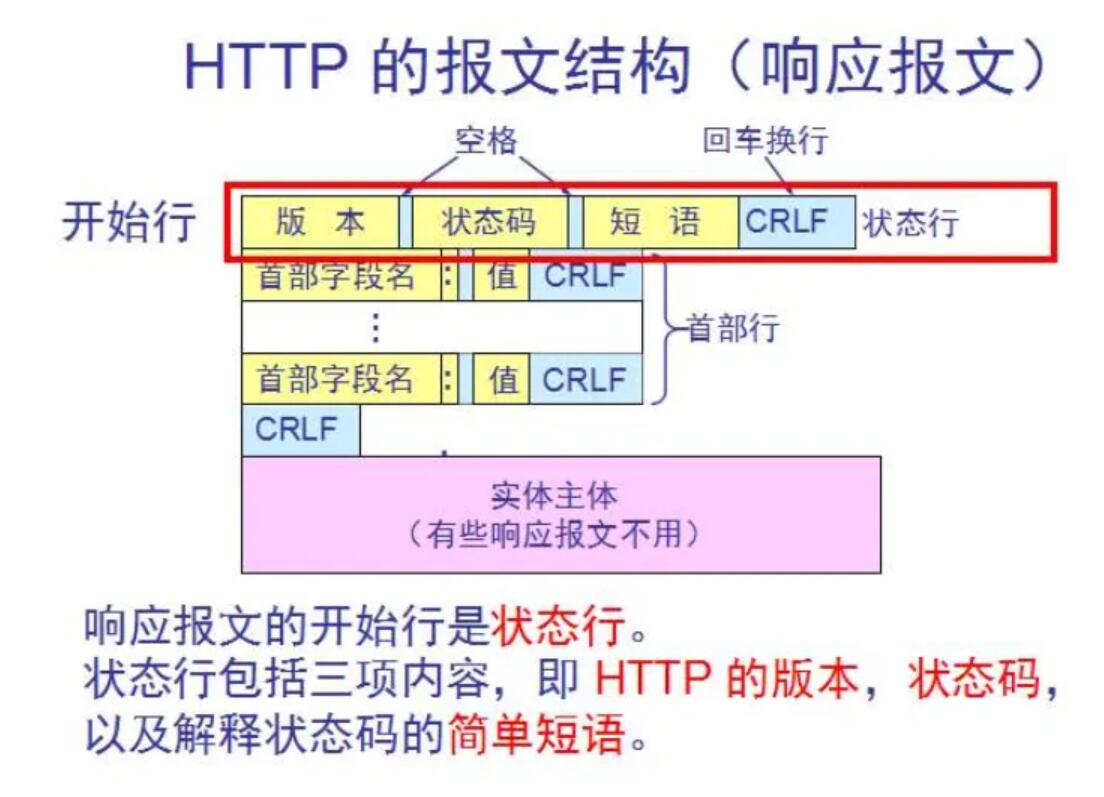 HTTP 的报文结构（响应报文）
空格 回车换行
开始行 版 本 状态码 短 语 CRLF 状态行
首部字段名 : 值 CRLF
⋮ 首部行
首部字段名 : 值 CRLF
CRLF
实体主体
（有些响应报文不用）
响应报文的开始行是状态行。
状态行包括三项内容，即 HTTP 的版本，状态码，
以及解释状态码的简单短语。